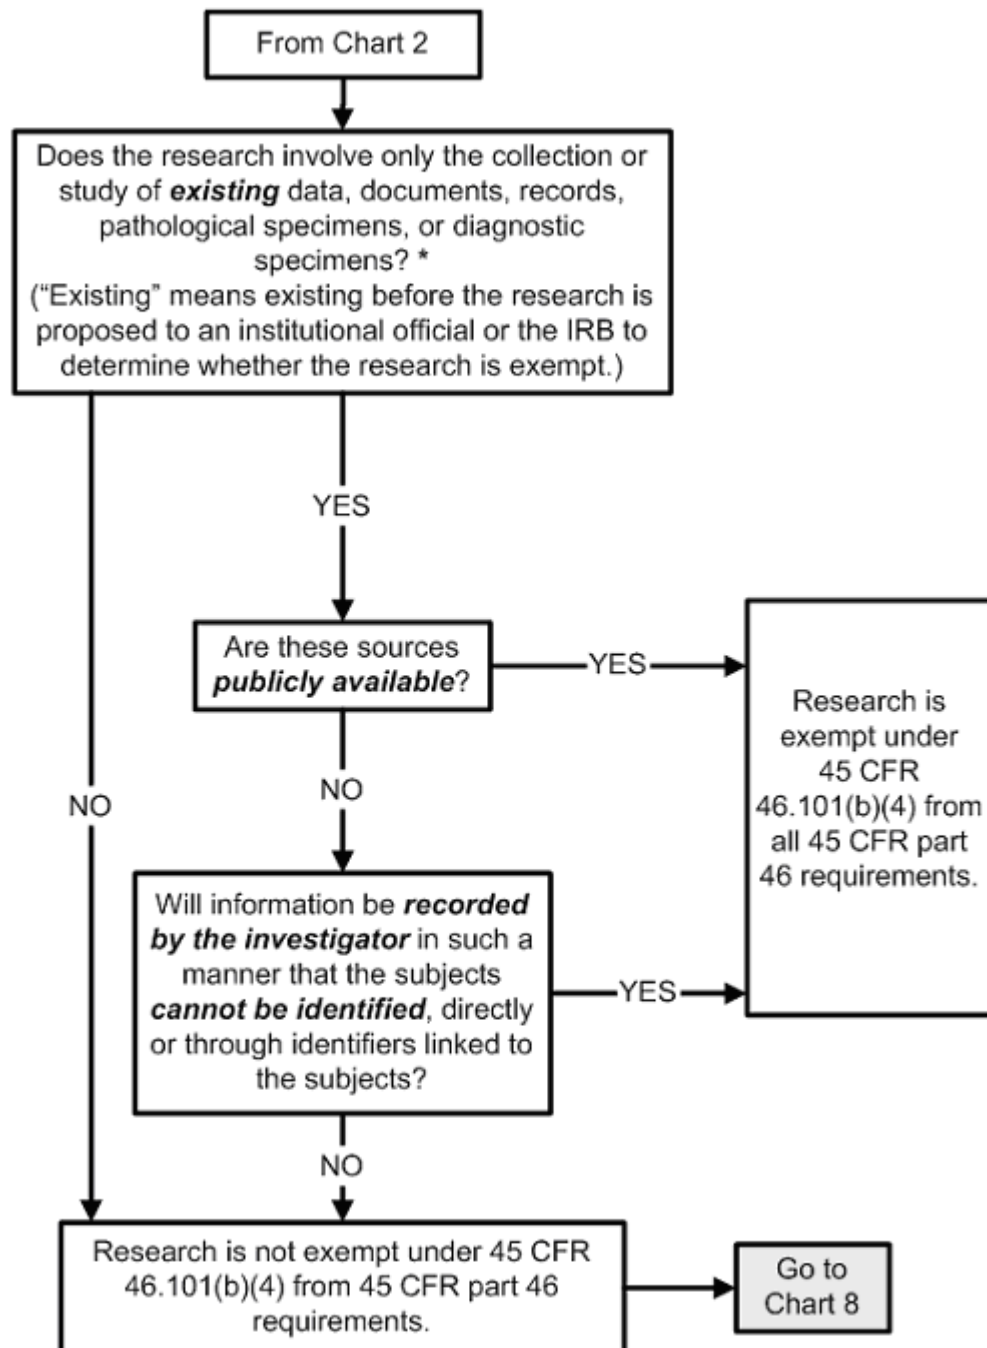 From Chart 2
Does the research involve only the collection or
study of existing data, documents, records,
pathological specimens, or diagnostic
specimens? *
(“Existing” means existing before the research is
proposed to an institutional official or the IRB to
determine whether the research is exempt.)
YES
Are these sources
publicly available?
YES
Research is
exempt under
45 CFR
46.101(b)(4) from
all 45 CFR part
46 requirements.
NO
NO
Will information be recorded
by the investigator in such a
manner that the subjects
cannot be identified, directly
or through identifiers linked to
the subjects?
YES
NO
Research is not exempt under 45 CFR
46.101(b)(4) from 45 CFR part 46
requirements.
Go to
Chart 8